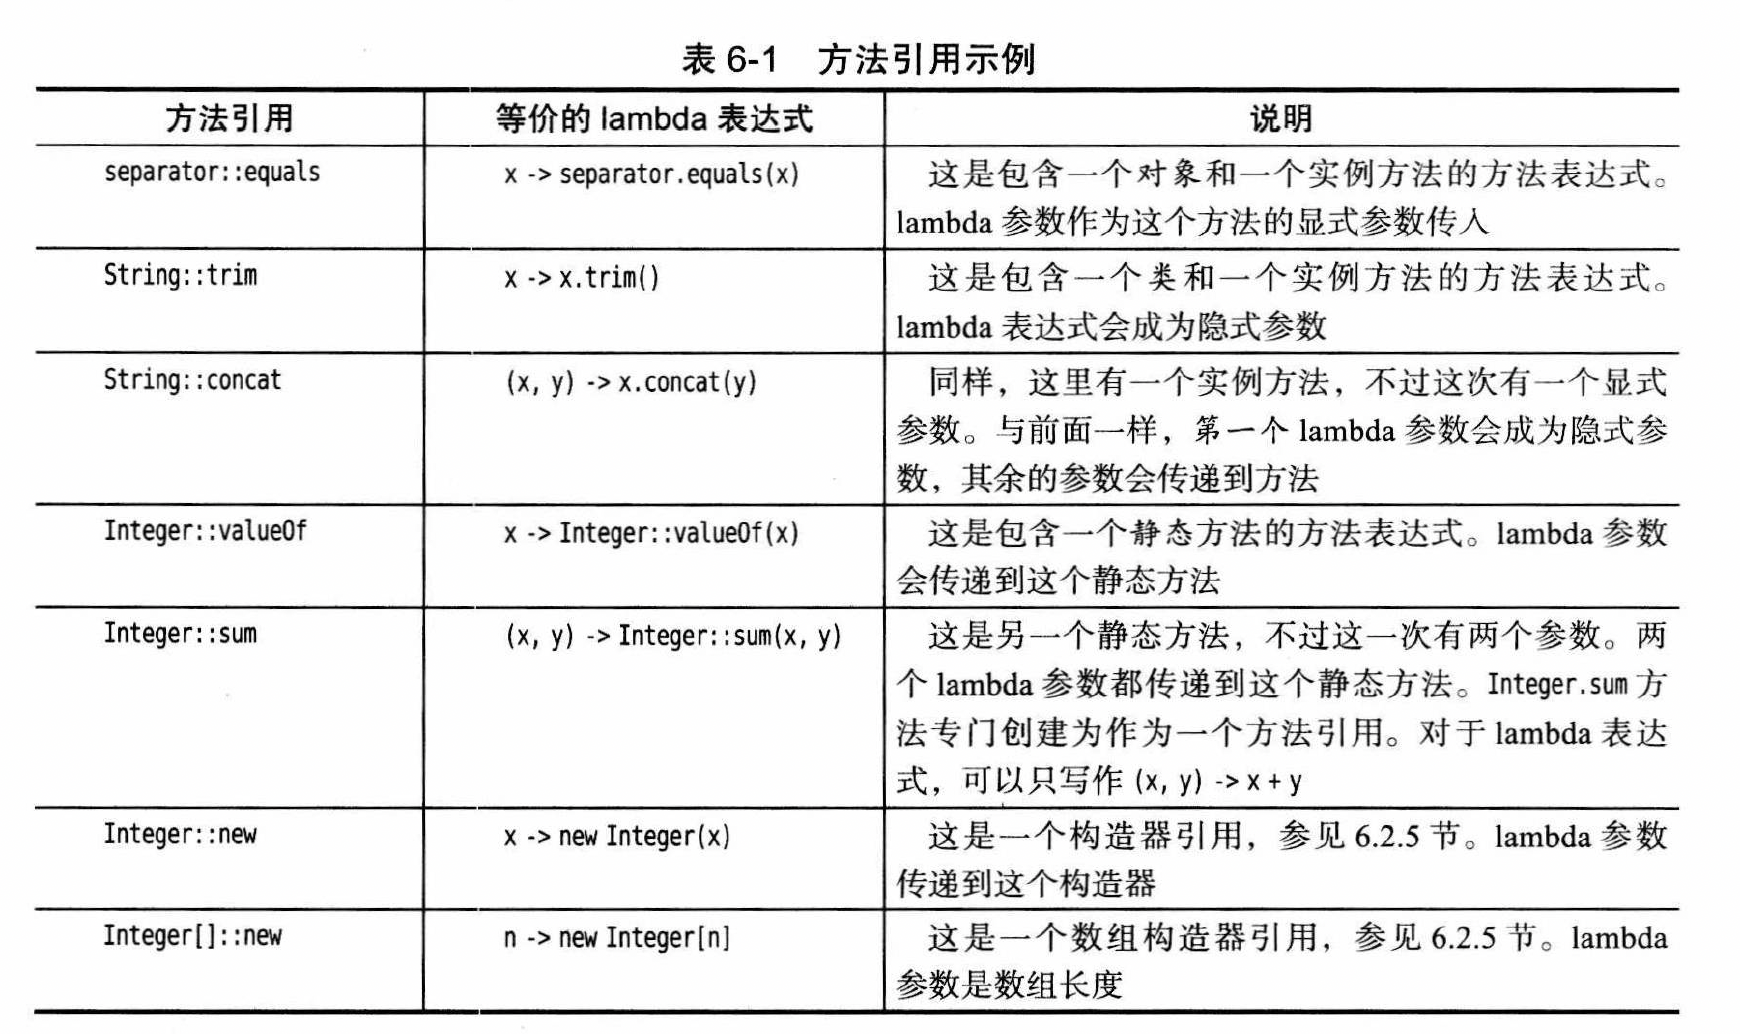 表 6-1 方法引用示例
方法引用 等价的 lambda 表达式 说明
separator::equals x -> separator.equals(x) 这是包含一个对象和一个实例方法的方法表达式。
lambda 参数作为这个方法的显式参数传入
String::trim x -> x.trim() 这是包含一个类和一个实例方法的方法表达式。
lambda 表达式会成为隐式参数
String::concat (x, y) -> x.concat(y) 同样，这里有一个实例方法，不过这次有一个显式
参数。与前面一样，第一个 lambda 参数会成为隐式参
数，其余的参数会传递到方法
Integer::valueOf x -> Integer::valueOf(x) 这是包含一个静态方法的方法表达式。lambda 参数
会传递到这个静态方法
Integer::sum (x, y) -> Integer::sum(x, y) 这是另一个静态方法，不过这一次有两个参数。两
个 lambda 参数都传递到这个静态方法。Integer.sum 方
法专门创建为作为一个方法引用。对于 lambda 表达
式，可以只写作 (x, y) -> x + y
Integer::new x -> new Integer(x) 这是一个构造器引用，参见 6.2.5 节。lambda 参数
传递到这个构造器
Integer[]::new n -> new Integer[n] 这是一个数组构造器引用，参见 6.2.5 节。lambda
参数是数组长度